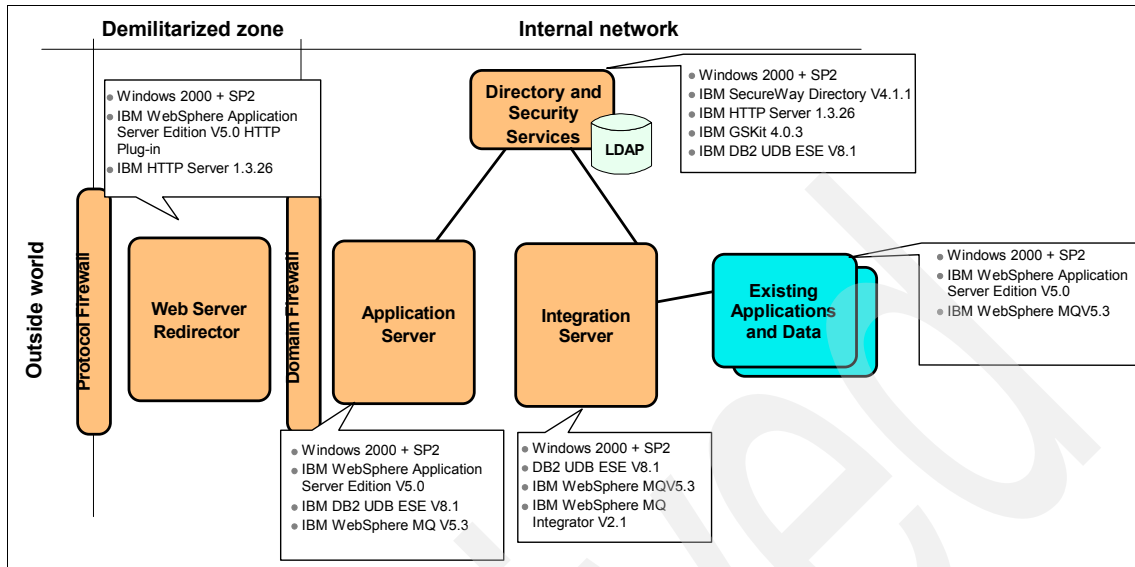 Demilitarized zone
Internal network
Outside world
Protocol Firewall
Domain Firewall
Windows 2000 + SP2
IBM WebSphere Application
Server Edition V5.0 HTTP
Plug-in
IBM HTTP Server 1.3.26
Directory and
Security
Services
LDAP
Windows 2000 + SP2
IBM SecureWay Directory V4.1.1
IBM HTTP Server 1.3.26
IBM GSKit 4.0.3
IBM DB2 UDB ESE V8.1
Web Server
Redirector
Application
Server
Integration
Server
Existing
Applications
and Data
Windows 2000 + SP2
IBM WebSphere Application
Server Edition V5.0
IBM WebSphere MQV5.3
Windows 2000 + SP2
IBM WebSphere Application
Server Edition V5.0
IBM DB2 UDB ESE V8.1
IBM WebSphere MQ V5.3
Windows 2000 + SP2
DB2 UDB ESE V8.1
IBM WebSphere MQV5.3
IBM WebSphere MQ
Integrator V2.1